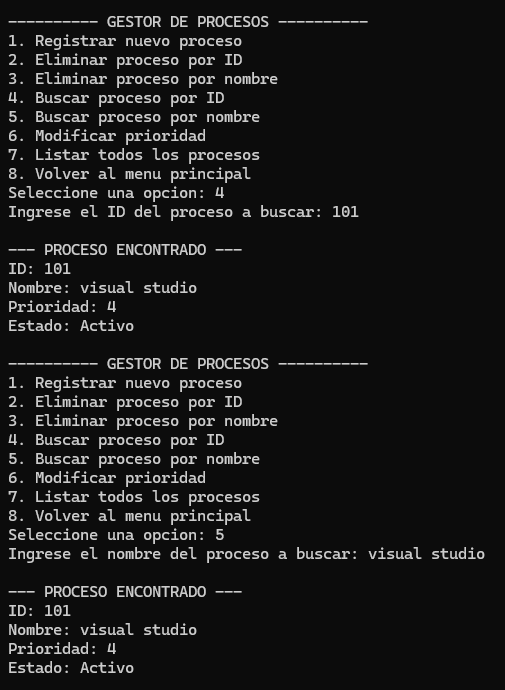 ---------- GESTOR DE PROCESOS ----------
1. Registrar nuevo proceso
2. Eliminar proceso por ID
3. Eliminar proceso por nombre
4. Buscar proceso por ID
5. Buscar proceso por nombre
6. Modificar prioridad
7. Listar todos los procesos
8. Volver al menu principal
Seleccione una opcion: 4
Ingrese el ID del proceso a buscar: 101
--- PROCESO ENCONTRADO ---
ID: 101
Nombre: visual studio
Prioridad: 4
Estado: Activo
---------- GESTOR DE PROCESOS ----------
1. Registrar nuevo proceso
2. Eliminar proceso por ID
3. Eliminar proceso por nombre
4. Buscar proceso por ID
5. Buscar proceso por nombre
6. Modificar prioridad
7. Listar todos los procesos
8. Volver al menu principal
Seleccione una opcion: 5
Ingrese el nombre del proceso a buscar: visual studio
--- PROCESO ENCONTRADO ---
ID: 101
Nombre: visual studio
Prioridad: 4
Estado: Activo